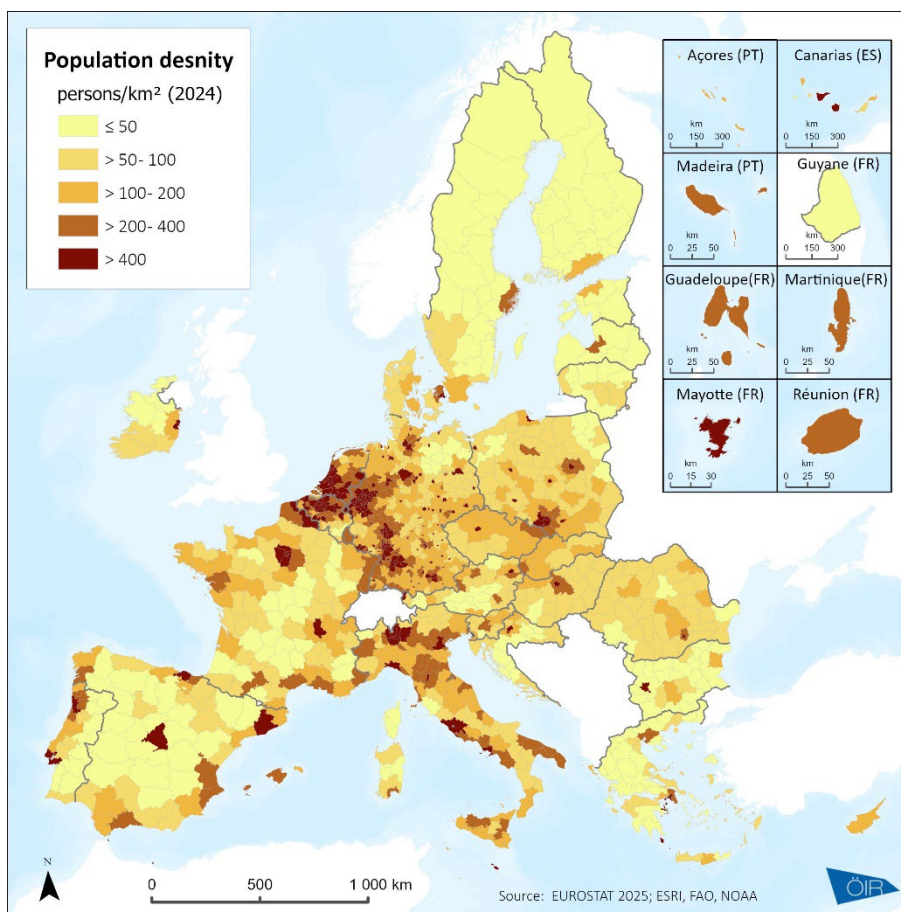 Population desnity
persons/km² (2024)
≤ 50
> 50- 100
> 100- 200
> 200- 400
> 400
Açores (PT)
km
0 150 300
Canarias (ES)
km
0 150 300
Madeira (PT)
km
0 25 50
Guyane (FR)
km
0 150 300
Guadeloupe(FR)
km
0 25 50
Martinique(FR)
km
0 25 50
Mayotte (FR)
km
0 15 30
Réunion (FR)
km
0 25 50
N
0 500 1 000 km
Source: EUROSTAT 2025; ESRI, FAO, NOAA
ÖIR